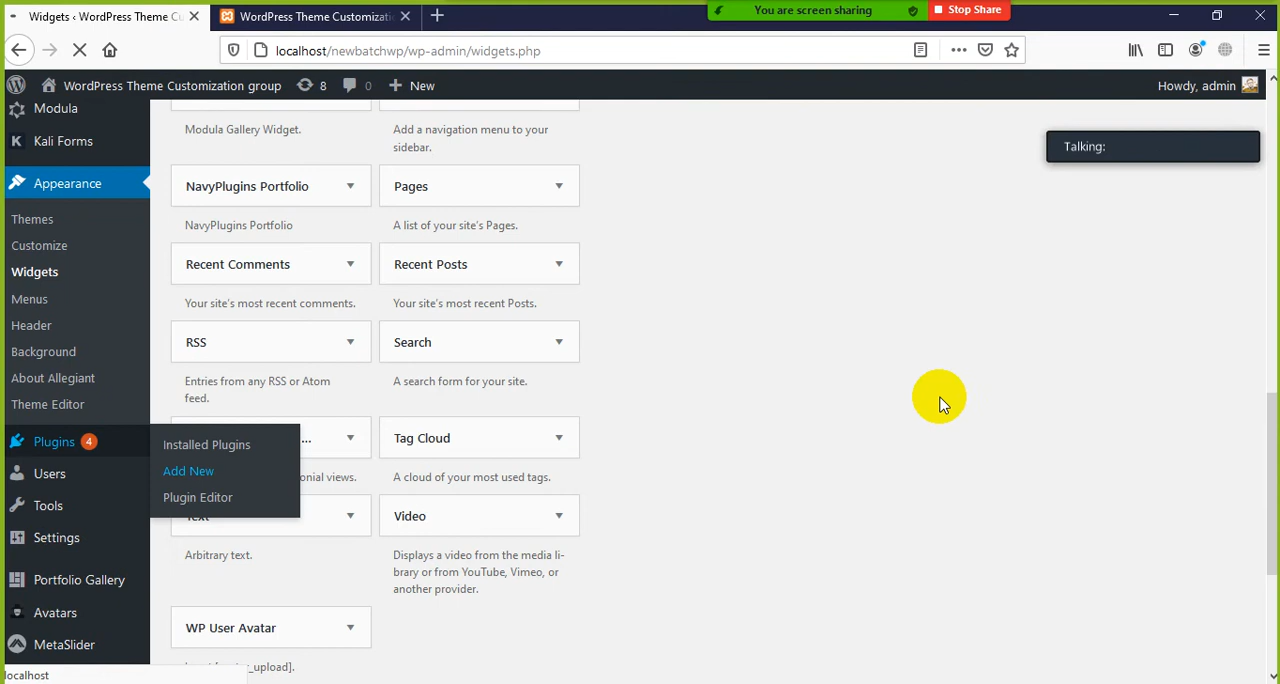 Widgets ‹ WordPress Theme Cu
WordPress Theme Customizati
You are screen sharing
Stop Share
localhost/newbatchwp/wp-admin/widgets.php
WordPress Theme Customization group
8
0
New
Howdy, admin
Talking:
Modula
Kali Forms
Appearance
Themes
Customize
Widgets
Menus
Header
Background
About Allegiant
Theme Editor
Plugins 4
Users
Tools
Settings
Portfolio Gallery
Avatars
MetaSlider
Installed Plugins
Add New
Plugin Editor
Modula Gallery Widget.
Add a navigation menu to your
sidebar.
NavyPlugins Portfolio
Pages
NavyPlugins Portfolio
A list of your site's Pages.
Recent Comments
Recent Posts
Your site's most recent comments.
Your site's most recent Posts.
RSS
Search
Entries from any RSS or Atom
feed.
A search form for your site.
...
Tag Cloud
onial views.
A cloud of your most used tags.
Text
Video
Arbitrary text.
Displays a video from the media li-
brary or from YouTube, Vimeo, or
another provider.
WP User Avatar
_upload].
localhost